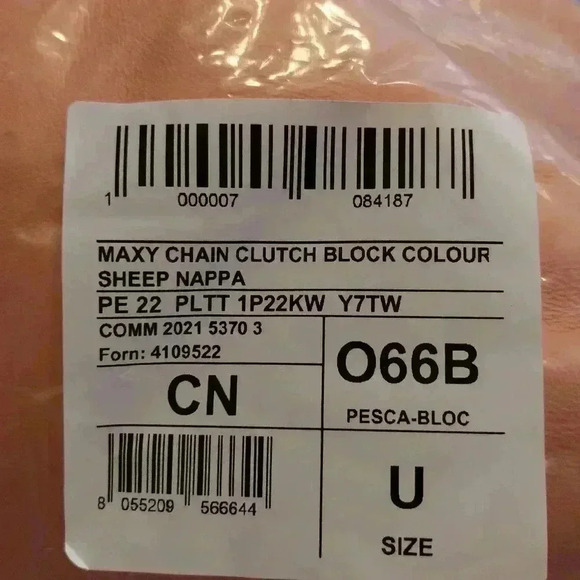 1 000007 084187
MAXY CHAIN CLUTCH BLOCK COLOUR
SHEEP NAPPA
PE 22 PLTT 1P22KW Y7TW
COMM 2021 5370 3
Forn: 4109522
CN
O66B
PESCA-BLOC
8 055209 566644
U
SIZE